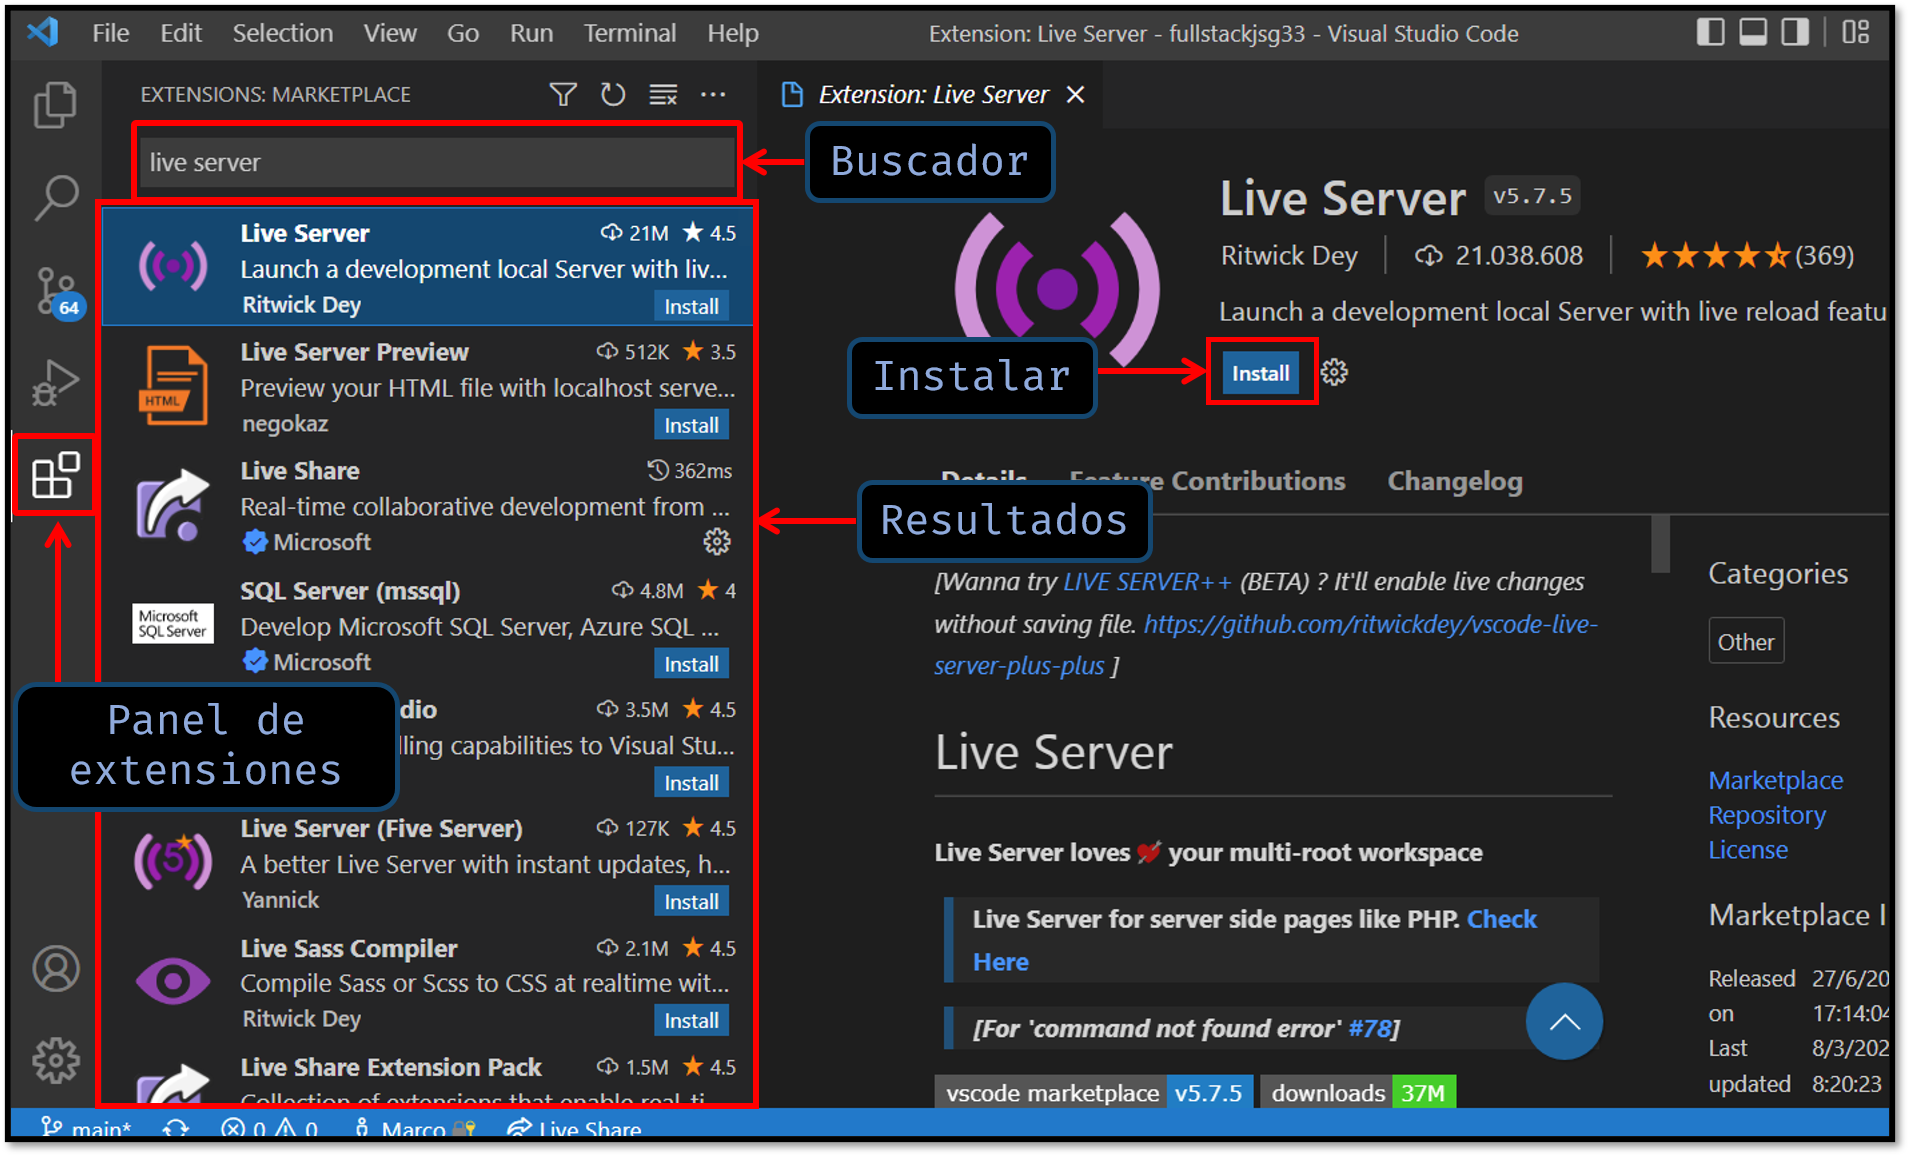 File Edit Selection View Go Run Terminal Help
Extension: Live Server - fullstackjsg33 - Visual Studio Code
EXTENSIONS: MARKETPLACE
live server
Live Server 21M 4.5
Launch a development local Server with liv...
Ritwick Dey Install
Live Server Preview 512K 3.5
Preview your HTML file with localhost serve...
negokaz Install
HTML
Live Share 362ms
Real-time collaborative development from ...
Microsoft
SQL Server (mssql) 4.8M 4
Develop Microsoft SQL Server, Azure SQL ...
Microsoft Install
Microsoft
SQL Server
dio 3.5M 4.5
lling capabilities to Visual Stu...
Install
Live Server (Five Server) 127K 4.5
A better Live Server with instant updates, h...
Yannick Install
5
Live Sass Compiler 2.1M 4.5
Compile Sass or Scss to CSS at realtime wit...
Ritwick Dey Install
Live Share Extension Pack 1.5M 4.5
Collection of extensions that enable real-ti
64
Buscador
Instalar
Resultados
Panel de
extensiones
Extension: Live Server
Live Server v5.7.5
Ritwick Dey 21.038.608 (369)
Launch a development local Server with live reload featu
Install
Details Feature Contributions Changelog
[Wanna try LIVE SERVER++ (BETA) ? It'll enable live changes
without saving file. https://github.com/ritwickdey/vscode-live-
server-plus-plus ]
Live Server
Live Server loves your multi-root workspace
Live Server for server side pages like PHP. Check
Here
[For 'command not found error' #78]
vscode marketplace v5.7.5 downloads 37M
Categories
Other
Resources
Marketplace
Repository
License
Marketplace I
Released 27/6/20
on 17:14:04
Last 8/3/202
updated 8:20:23
main* 0 0 Marco Live Share